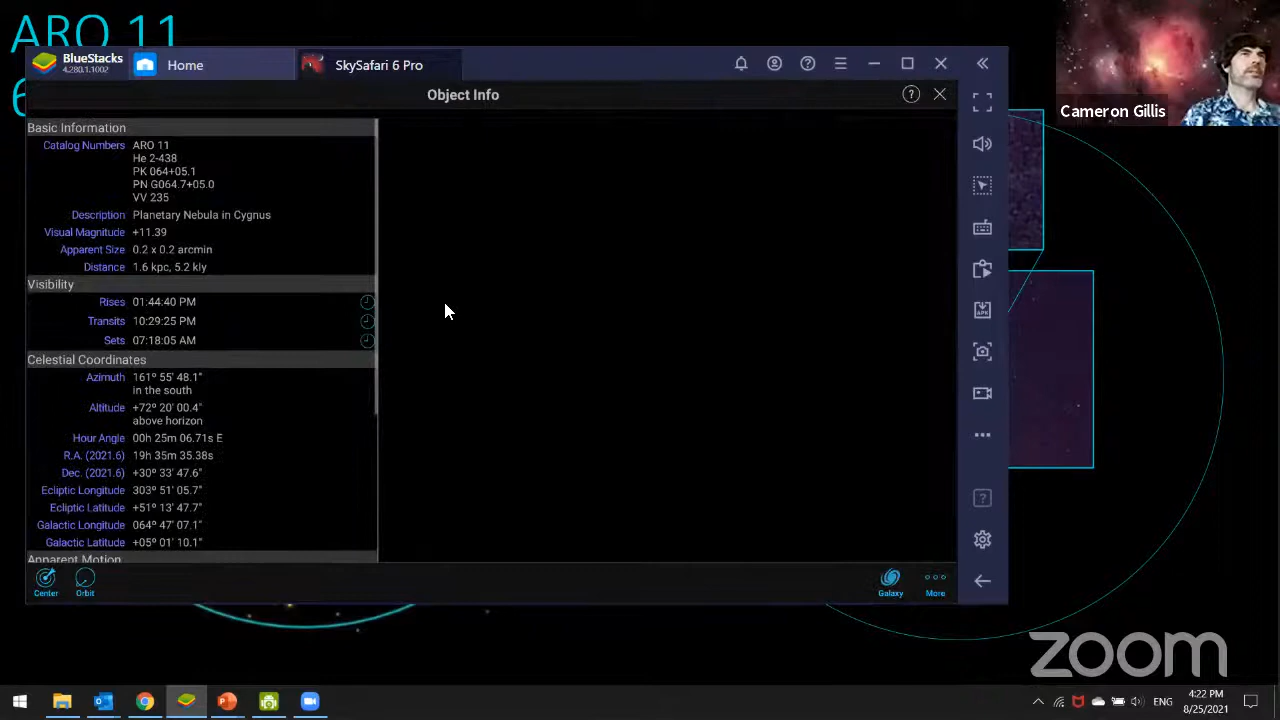 ARO 11
6
BlueStacks
4.280.1.1002
Home
SkySafari 6 Pro
Object Info
Basic Information
Catalog Numbers ARO 11
He 2-438
PK 064+05.1
PN G064.7+05.0
VV 235
Description Planetary Nebula in Cygnus
Visual Magnitude +11.39
Apparent Size 0.2 x 0.2 arcmin
Distance 1.6 kpc, 5.2 kly
Visibility
Rises 01:44:40 PM
Transits 10:29:25 PM
Sets 07:18:05 AM
Celestial Coordinates
Azimuth 161° 55' 48.1"
in the south
Altitude +72° 20' 00.4"
above horizon
Hour Angle 00h 25m 06.71s E
R.A. (2021.6) 19h 35m 35.38s
Dec. (2021.6) +30° 33' 47.6"
Ecliptic Longitude 303° 51' 05.7"
Ecliptic Latitude +51° 13' 47.7"
Galactic Longitude 064° 47' 07.1"
Galactic Latitude +05° 01' 10.1"
Apparent Motion
Center
Orbit
Galaxy
More
APK
Cameron Gillis
zoom
ENG
4:22 PM
8/25/2021